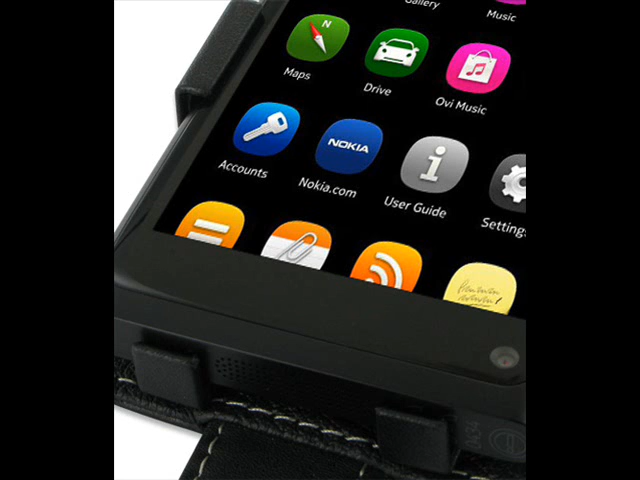 Gallery
Music
N
Maps
Drive
Ovi Music
NOKIA
Accounts
Nokia.com
User Guide
Settings